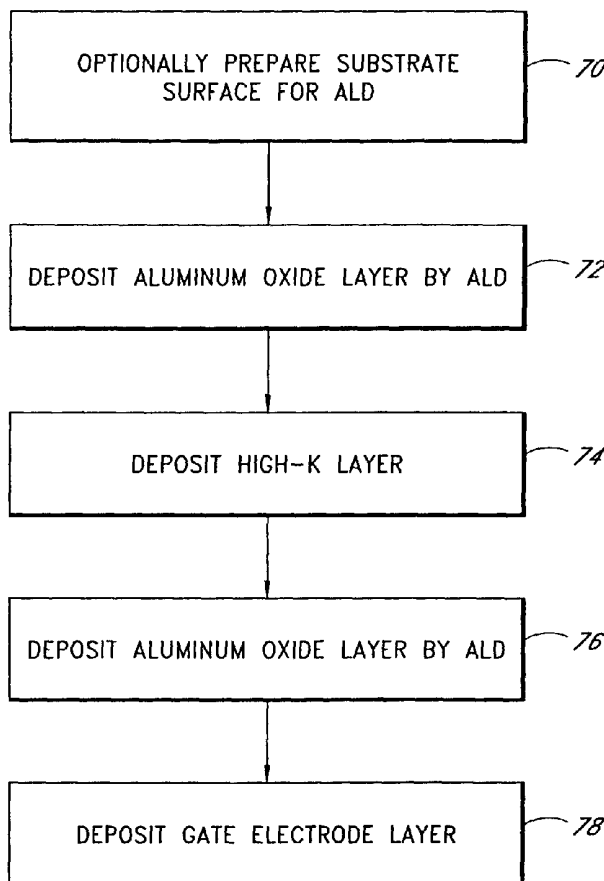 OPTIONALLY PREPARE SUBSTRATE
SURFACE FOR ALD
70
DEPOSIT ALUMINUM OXIDE LAYER BY ALD
72
DEPOSIT HIGH-K LAYER
74
DEPOSIT ALUMINUM OXIDE LAYER BY ALD
76
DEPOSIT GATE ELECTRODE LAYER
78